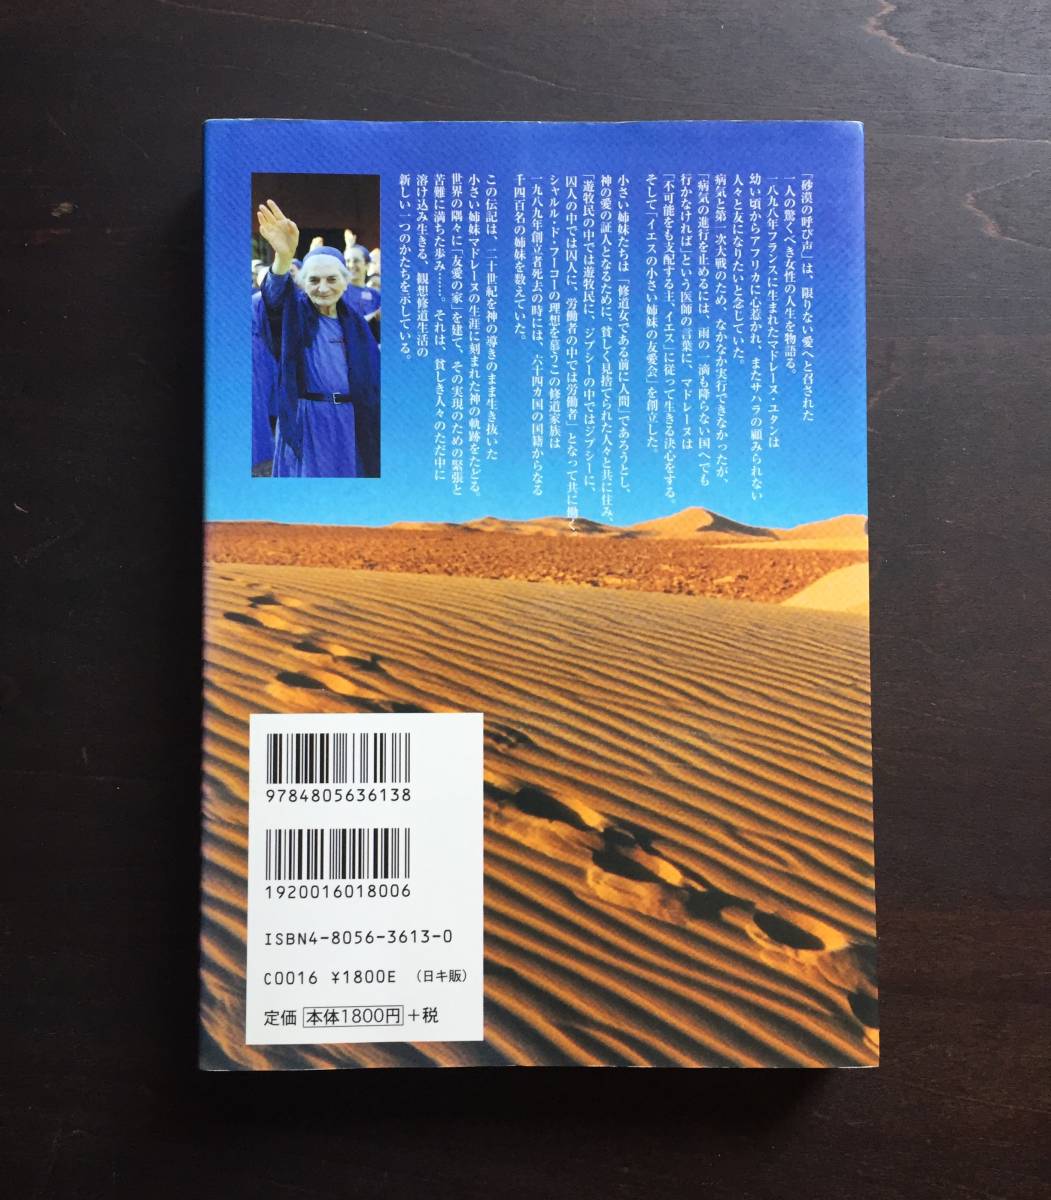 「砂漠の呼び声」は、限りない愛へと召された
一人の驚くべき女性の人生を物語る。
一八九八年フランスに生まれたマドレーヌ・ユタンは
幼い頃からアフリカに心惹かれ、またサハラの顧みられない
人々と友になりたいと念じていた。
病気と第一次大戦のため、なかなか実行できなかったが、
「病気の進行を止めるには、雨の一滴も降らない国へでも
行かなければ」という医師の言葉に、マドレーヌは
「不可能をも支配する主、イエス」に従って生きる決心をする。
そして「イエスの小さい姉妹の友愛会」を創立した。
小さい姉妹たちは「修道女である前に人間」であろうとし、
神の愛の証人となるために、貧しく見捨てられた人々と共に住み、
「遊牧民の中では遊牧民に、ジプシーの中ではジプシーに、
囚人の中では囚人に、労働者の中では労働者」となって共に働く。
シャルル・ド・フーコーの理想を慕うこの修道家族は
一九八九年創立者死去の時には、六十四カ国の国籍からなる
千四百名の姉妹を数えていた。
この伝記は、二十世紀を神の導きのまま生き抜いた
小さい姉妹マドレーヌの生涯に刻まれた神の軌跡をたどる。
世界の隅々に「友愛の家」を建て、その実現のための緊張と
苦難に満ちた歩み……。それは、貧しき人々のただ中に
溶け込み生きる、観想修道生活の
新しい一つのかたちを示している。
9784805636138
1920016018006
ISBN4-8056-3613-0
C0016 ¥1800E (日キ販)
定価 本体1800円+税